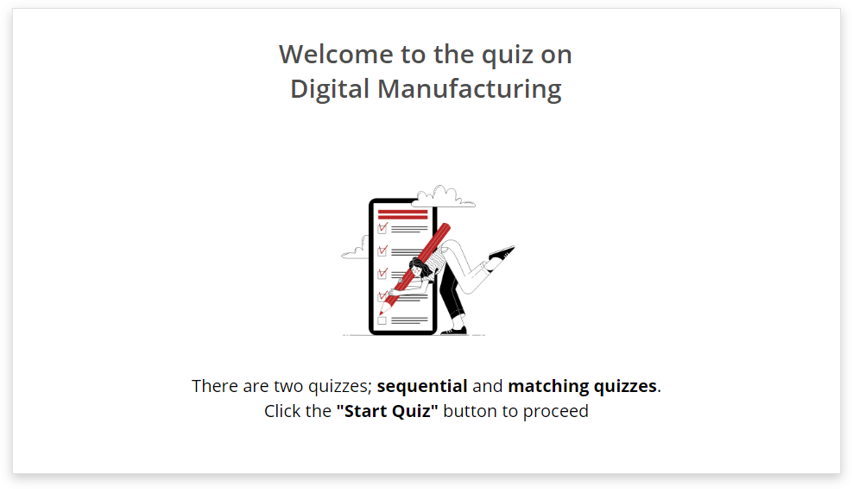 Welcome to the quiz on
Digital Manufacturing
There are two quizzes; sequential and matching quizzes.
Click the "Start Quiz" button to proceed